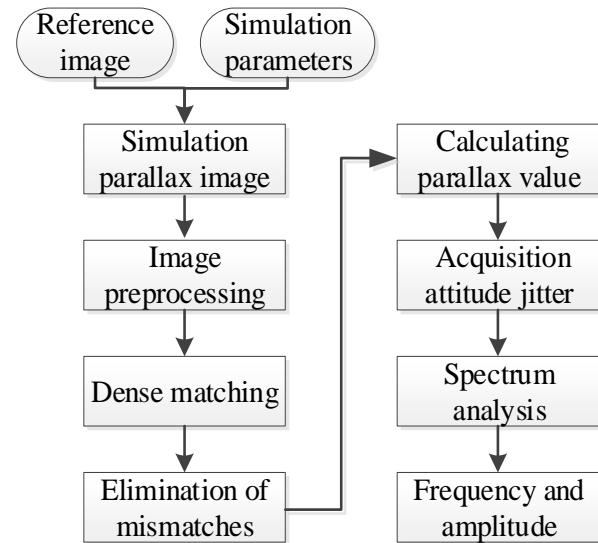 Reference
image
Simulation
parameters
Simulation
parallax image
Image
preprocessing
Dense matching
Elimination of
mismatches
Calculating
parallax value
Acquisition
attitude jitter
Spectrum
analysis
Frequency and
amplitude